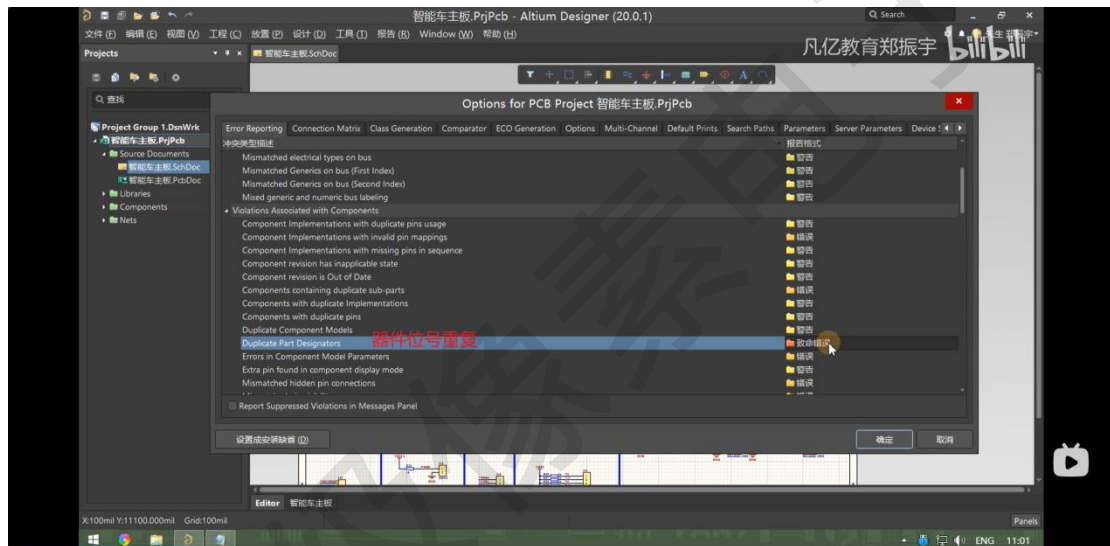 智能车主板.PrjPcb - Altium Designer (20.0.1)
Search
文件 (F) 编辑 (E) 视图 (V) 工程 (C) 放置 (P) 设计 (D) 工具 (T) 报告 (R) Window (W) 帮助 (H)
凡亿教育郑振宇
bilibili
Projects
智能车主板.SchDoc
查找
Options for PCB Project 智能车主板.PrjPcb
Project Group 1.DsnWrk
智能车主板.PrjPcb
Source Documents
智能车主板.SchDoc
智能车主板.PcbDoc
Libraries
Components
Nets
Error Reporting Connection Matrix Class Generation Comparator ECO Generation Options Multi-Channel Default Prints Search Paths Parameters Server Parameters Device S
冲突类型描述 报告格式
Mismatched electrical types on bus 警告
Mismatched Generics on bus (First Index) 警告
Mismatched Generics on bus (Second Index) 警告
Mixed generic and numeric bus labeling 警告
Violations Associated with Components
Component Implementations with duplicate pins usage 警告
Component Implementations with invalid pin mappings 错误
Component Implementations with missing pins in sequence 警告
Component revision has inapplicable state 警告
Component revision is Out of Date 警告
Components containing duplicate sub-parts 错误
Components with duplicate Implementations 警告
Components with duplicate pins 警告
Duplicate Component Models 警告
Duplicate Part Designators 器件位号重复 致命错误
Errors in Component Model Parameters 错误
Extra pin found in component display mode 警告
Mismatched hidden pin connections 错误
Report Suppressed Violations in Messages Panel
设置成安装缺省 (D) 确定 取消
Editor 智能车主板
X:100mil Y:11100.000mil Grid:100mil
Panels
ENG 11:01